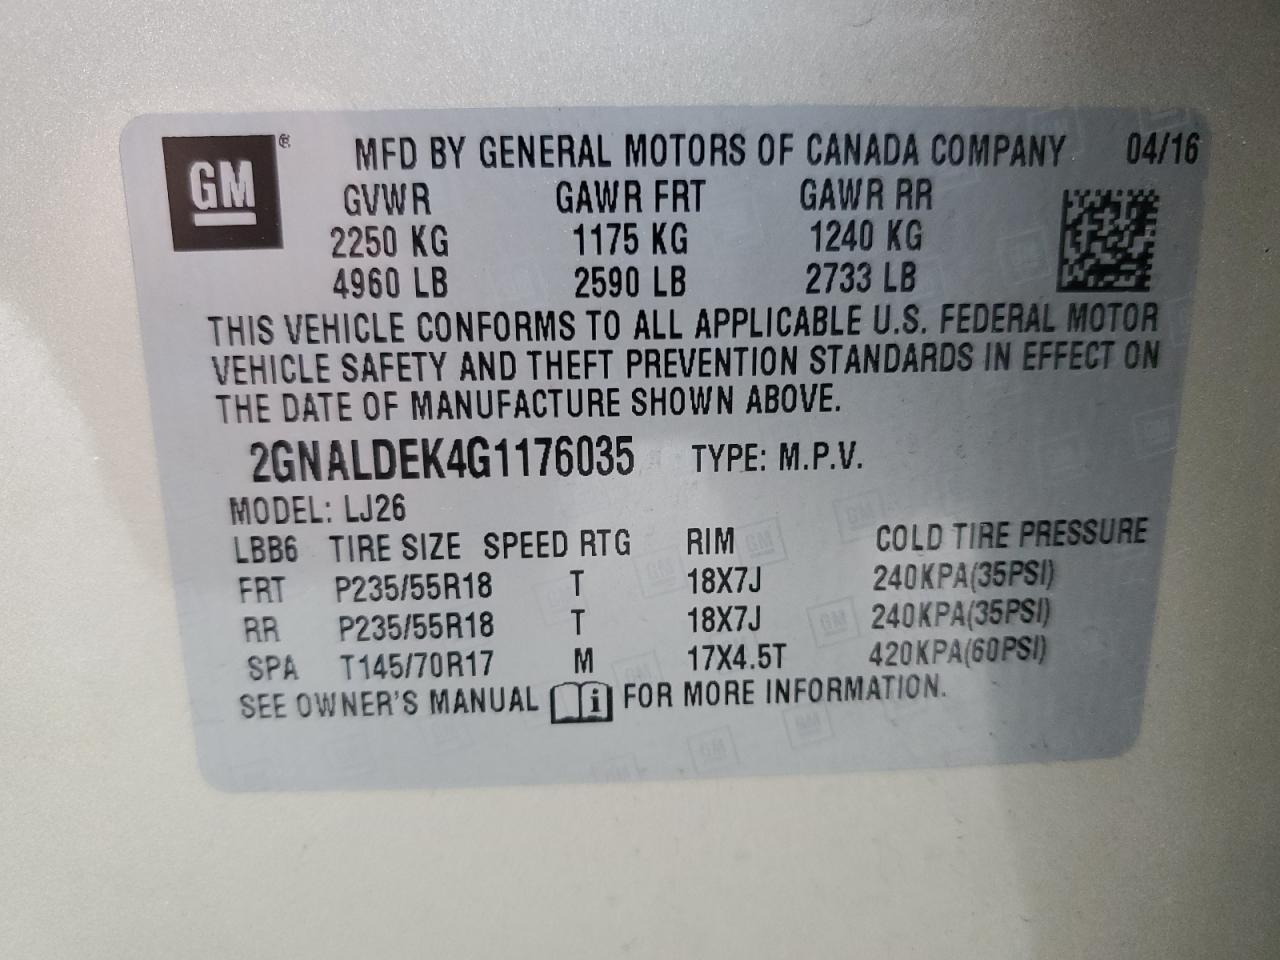 GM ® MFD BY GENERAL MOTORS OF CANADA COMPANY 04/16
GVWR GAWR FRT GAWR RR
2250 KG 1175 KG 1240 KG
4960 LB 2590 LB 2733 LB
THIS VEHICLE CONFORMS TO ALL APPLICABLE U.S. FEDERAL MOTOR
VEHICLE SAFETY AND THEFT PREVENTION STANDARDS IN EFFECT ON
THE DATE OF MANUFACTURE SHOWN ABOVE.
2GNALDEK4G1176035 TYPE: M.P.V.
MODEL: LJ26
LBB6 TIRE SIZE SPEED RTG RIM COLD TIRE PRESSURE
FRT P235/55R18 T 18X7J 240KPA(35PSI)
RR P235/55R18 T 18X7J 240KPA(35PSI)
SPA T145/70R17 M 17X4.5T 420KPA(60PSI)
SEE OWNER'S MANUAL i FOR MORE INFORMATION.